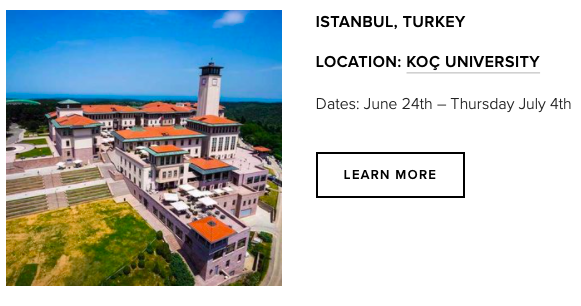 ISTANBUL, TURKEY
LOCATION: KOÇ UNIVERSITY
Dates: June 24th – Thursday July 4th
LEARN MORE